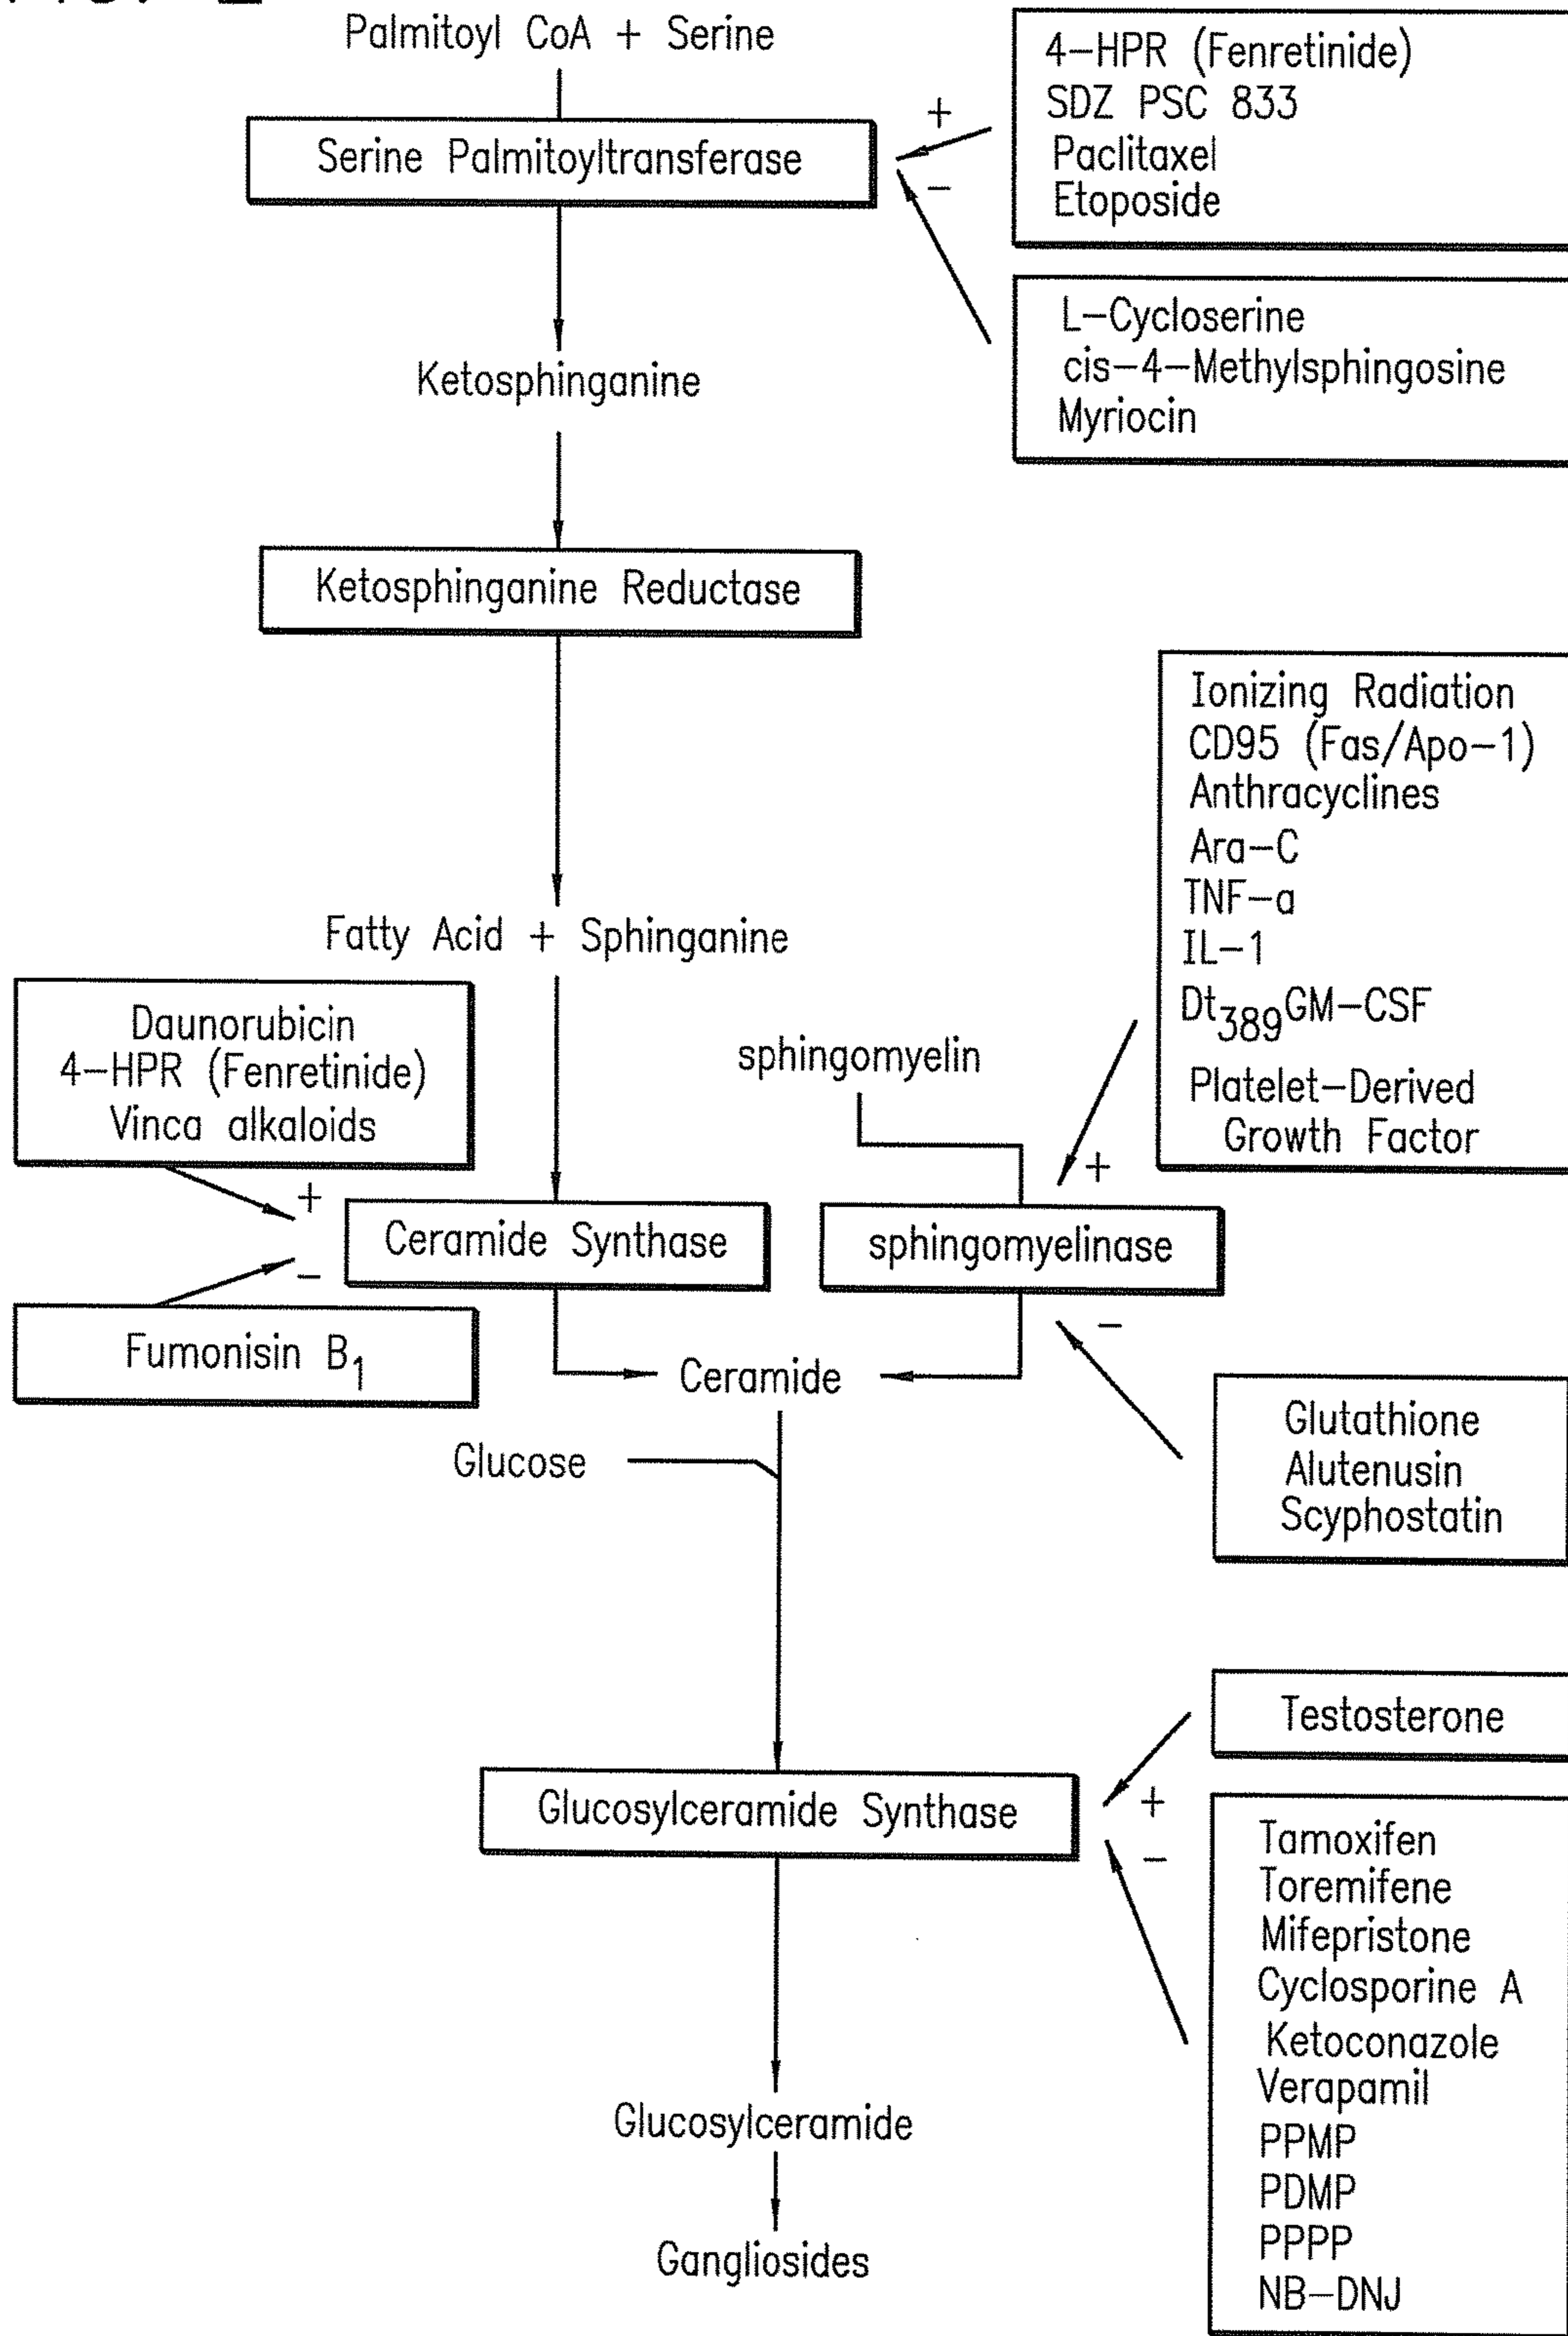 Palmitoyl CoA + Serine
4-HPR (Fenretinide)
SDZ PSC 833
Paclitaxel
Etoposide
+
Serine Palmitoyltransferase
-
L-Cycloserine
cis-4-Methylsphingosine
Myriocin
Ketosphinganine
Ketosphinganine Reductase
Ionizing Radiation
CD95 (Fas/Apo-1)
Anthracyclines
Ara-C
TNF-a
IL-1
Dt389GM-CSF
Platelet-Derived
Growth Factor
Fatty Acid + Sphinganine
Daunorubicin
4-HPR (Fenretinide)
Vinca alkaloids
sphingomyelin
+
+
Ceramide Synthase
sphingomyelinase
-
Fumonisin B1
-
Ceramide
Glucose
Glutathione
Alutenusin
Scyphostatin
Testosterone
Glucosylceramide Synthase
+
-
Tamoxifen
Toremifene
Mifepristone
Cyclosporine A
Ketoconazole
Verapamil
PPMP
PDMP
PPPP
NB-DNJ
Glucosylceramide
Gangliosides